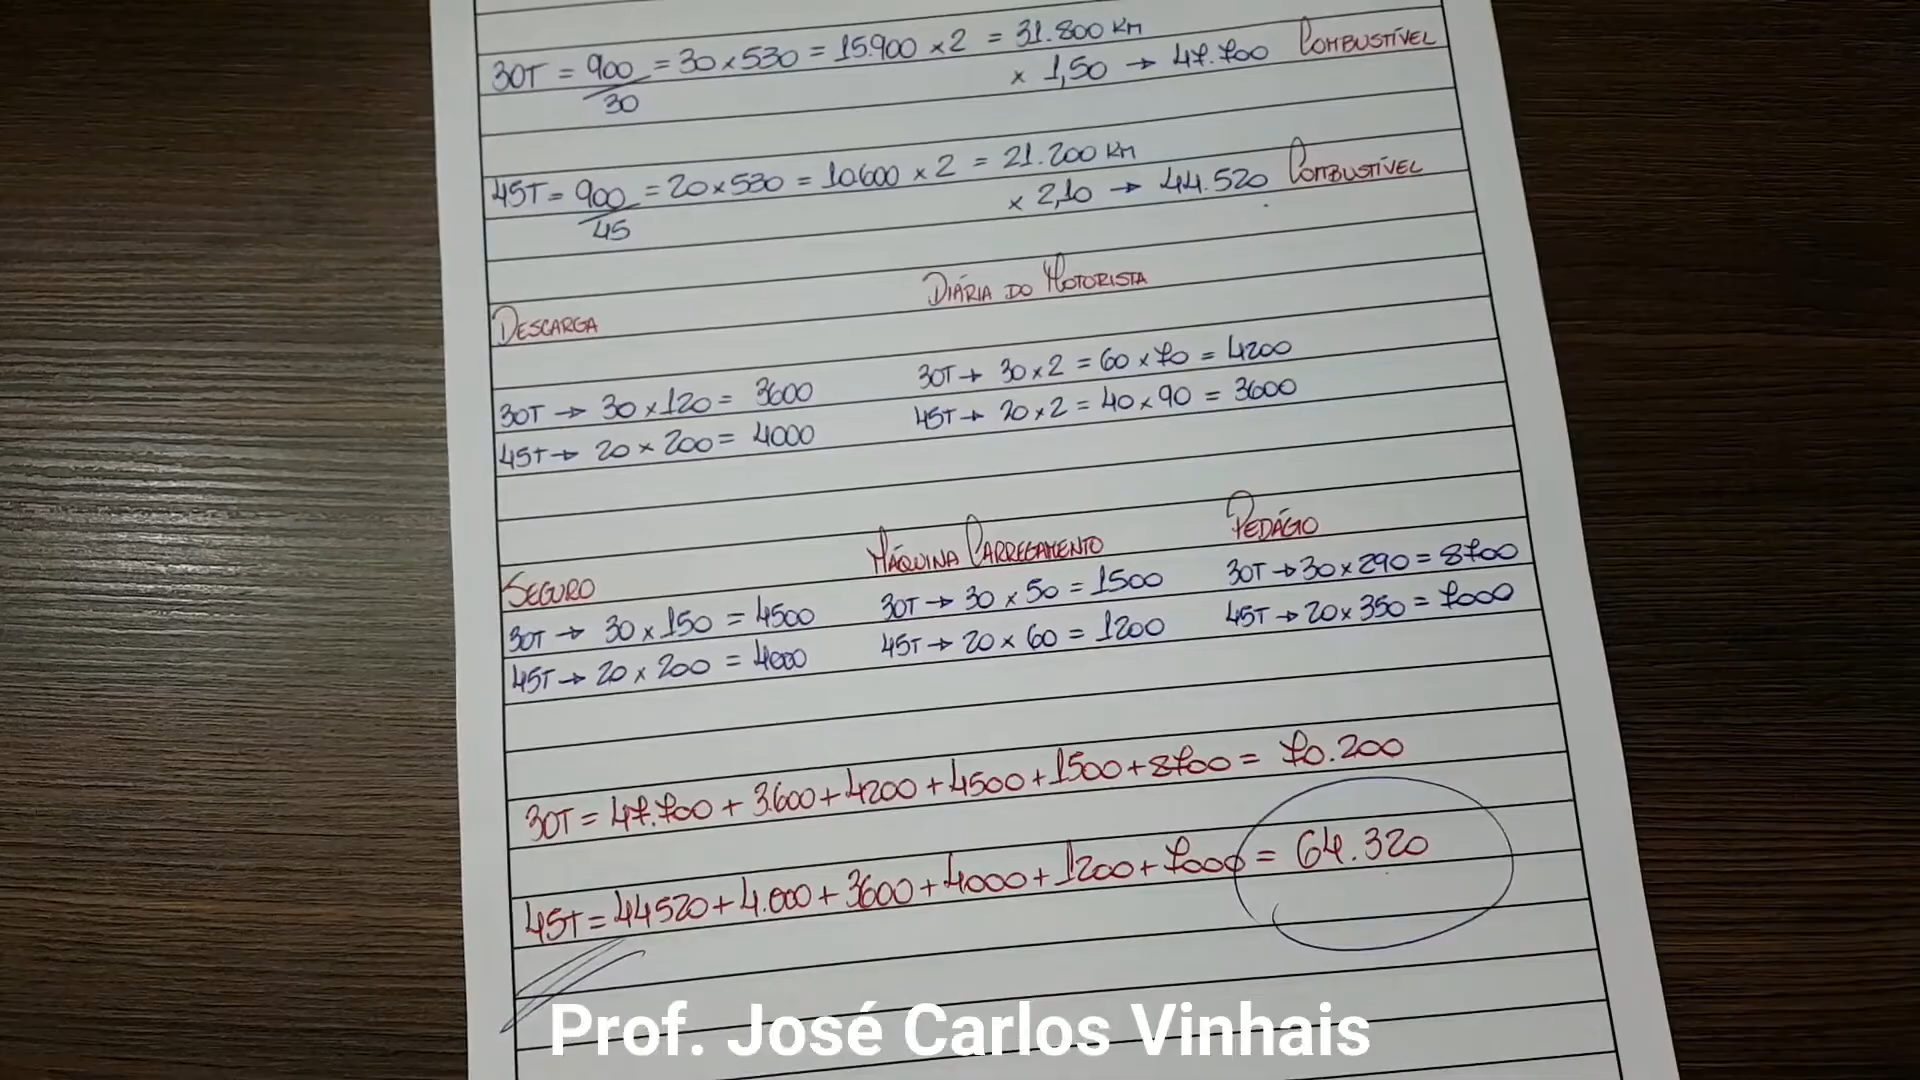 30T = 900/30 = 30 x 530 = 15.900 x 2 = 31.800 KM
x 1,50 → 47.700 COMBUSTÍVEL
45T = 900/45 = 20 x 530 = 10600 x 2 = 21.200 KM
x 2,10 → 44.520 COMBUSTÍVEL
DESCARGA
30T → 30 x 120 = 3600
45T → 20 x 200 = 4000
DIÁRIA DO MOTORISTA
30T → 30 x 2 = 60 x 70 = 4200
45T → 20 x 2 = 40 x 90 = 3600
SEGURO
30T → 30 x 150 = 4500
45T → 20 x 200 = 4000
MÁQUINA CARREGAMENTO
30T → 30 x 50 = 1500
45T → 20 x 60 = 1200
PEDÁGIO
30T → 30 x 290 = 8700
45T → 20 x 350 = 7000
30T = 47.700 + 3.600 + 4200 + 4500 + 1500 + 8700 = 70.200
45T = 44520 + 4.000 + 3600 + 4000 + 1200 + 7000 = 64.320
Prof. José Carlos Vinhais